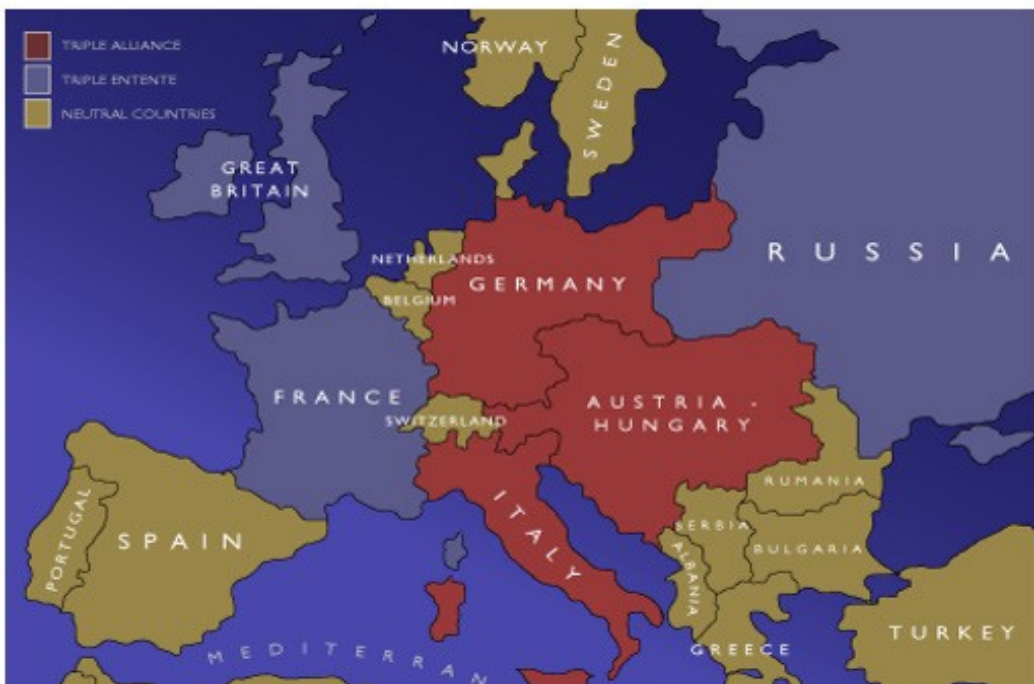 TRIPLE ALLIANCE
TRIPLE ENTENTE
NEUTRAL COUNTRIES
NORWAY
SWEDEN
GREAT
BRITAIN
RUSSIA
NETHERLANDS
GERMANY
BELGIUM
FRANCE
SWITZERLAND
AUSTRIA -
HUNGARY
RUMANIA
PORTUGAL
SPAIN
ITALY
SERBIA
BULGARIA
ALBANIA
TURKEY
GREECE
MEDITERRAN